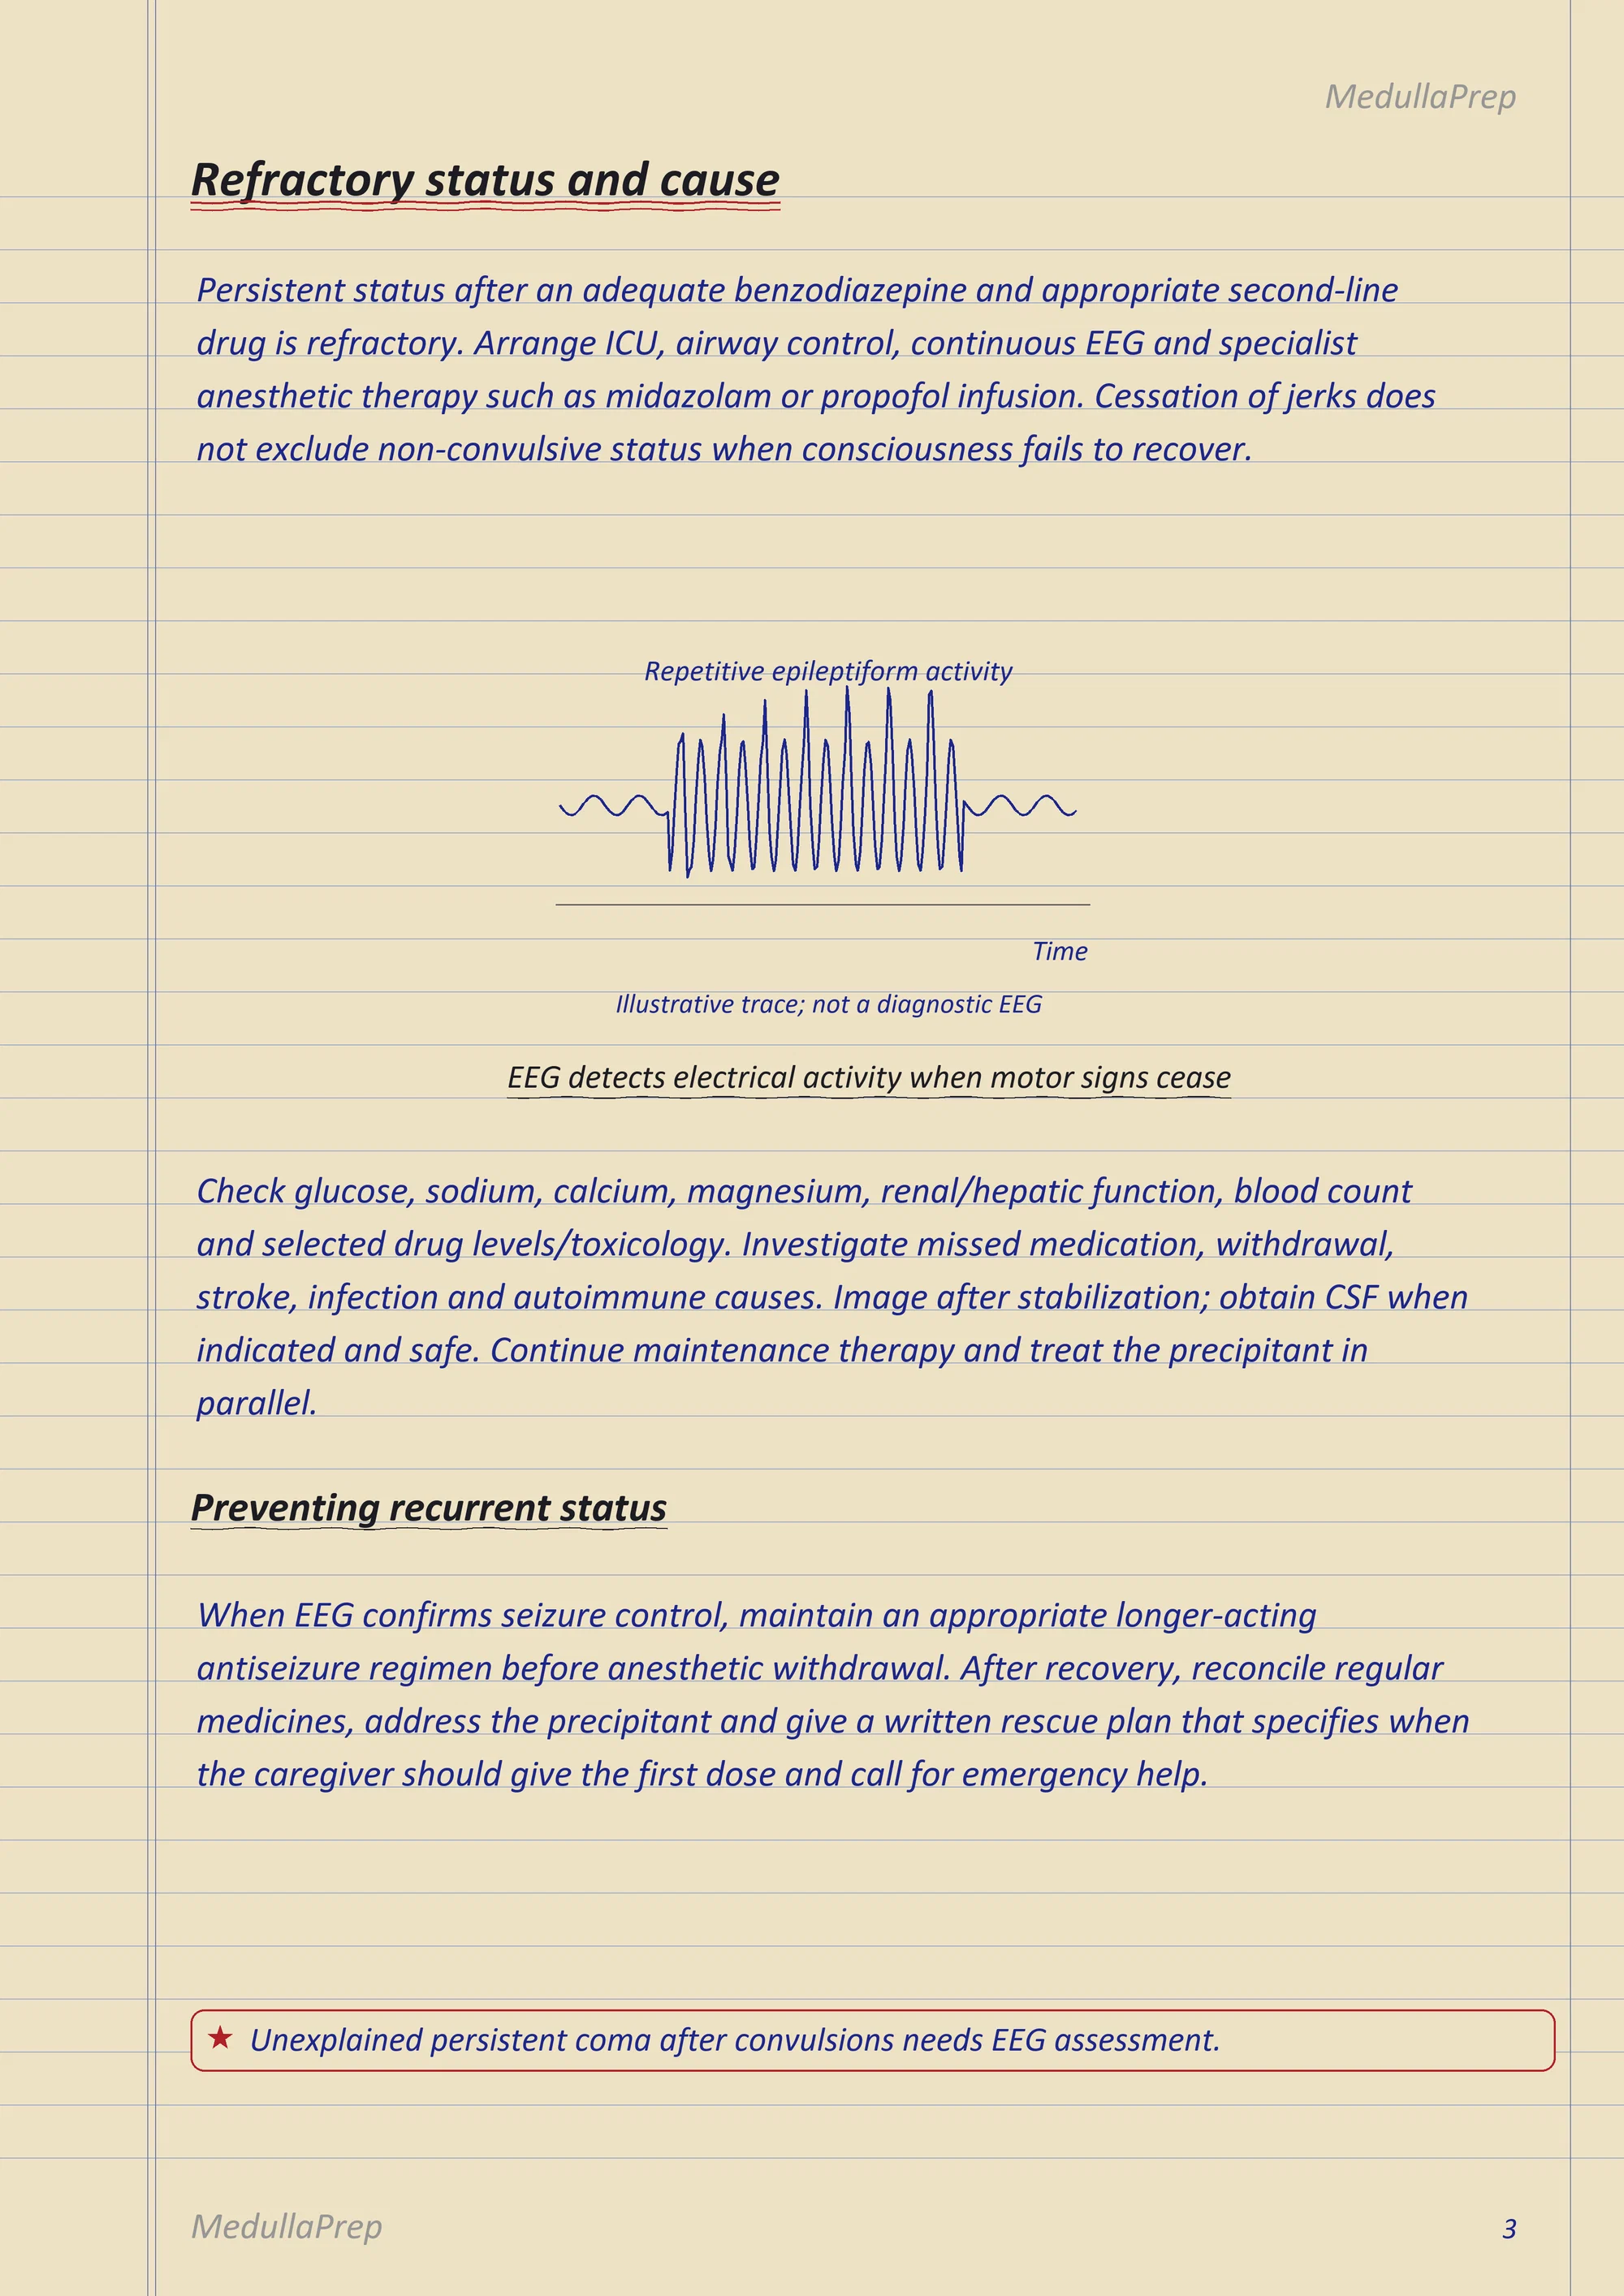 MedullaPrep
Refractory status and cause
Persistent status after an adequate benzodiazepine and appropriate second-line
drug is refractory. Arrange ICU, airway control, continuous EEG and specialist
anesthetic therapy such as midazolam or propofol infusion. Cessation of jerks does
not exclude non-convulsive status when consciousness fails to recover.
Repetitive epileptiform activity
Time
Illustrative trace; not a diagnostic EEG
EEG detects electrical activity when motor signs cease
Check glucose, sodium, calcium, magnesium, renal/hepatic function, blood count
and selected drug levels/toxicology. Investigate missed medication, withdrawal,
stroke, infection and autoimmune causes. Image after stabilization; obtain CSF when
indicated and safe. Continue maintenance therapy and treat the precipitant in
parallel.
Preventing recurrent status
When EEG confirms seizure control, maintain an appropriate longer-acting
antiseizure regimen before anesthetic withdrawal. After recovery, reconcile regular
medicines, address the precipitant and give a written rescue plan that specifies when
the caregiver should give the first dose and call for emergency help.
★ Unexplained persistent coma after convulsions needs EEG assessment.
MedullaPrep
3